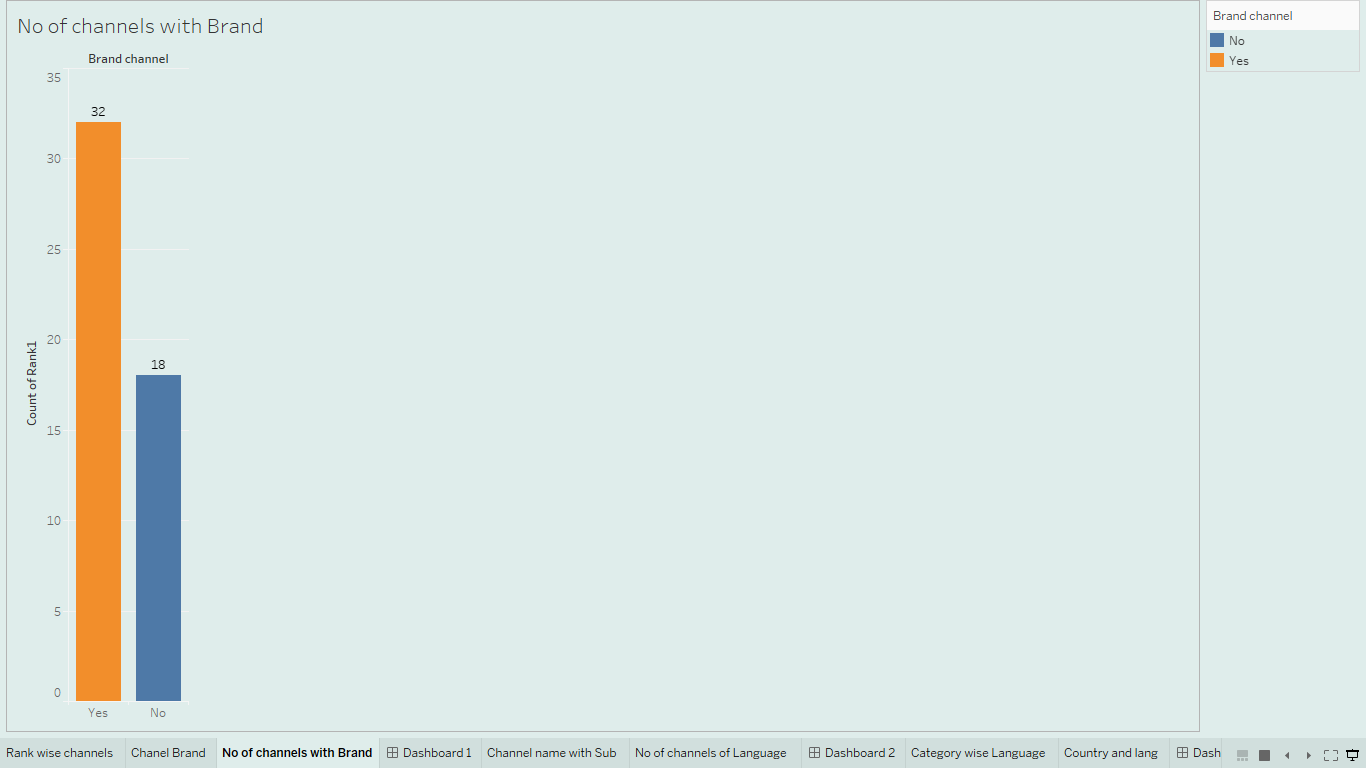 No of channels with Brand
Brand channel
35
30
25
20
15
10
5
0
Count of Rank1
32
18
Yes
No
Brand channel
No
Yes
Rank wise channels
Chanel Brand
No of channels with Brand
Dashboard 1
Channel name with Sub
No of channels of Language
Dashboard 2
Category wise Language
Country and lang
Dash